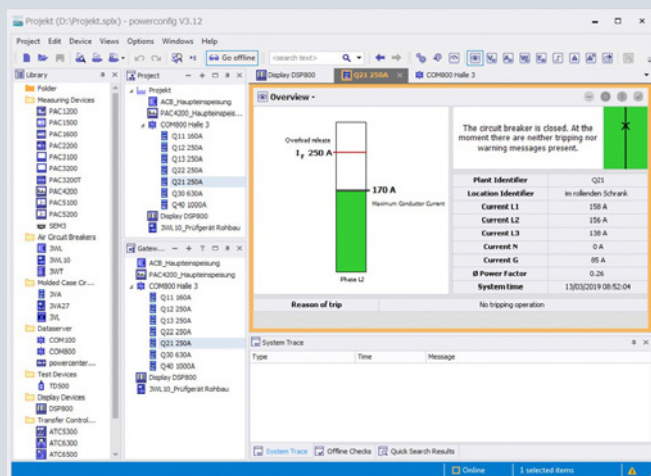 Projekt (D:\Projekt.splx) - powerconfig V3.12
Project Edit Device Views Options Windows Help
Go offline
<search text>
Library
Folder
Measuring Devices
PAC1200
PAC1500
PAC1600
PAC2200
PAC3100
PAC3200
PAC3200T
PAC4200
PAC5100
PAC5200
SEM3
Air Circuit Breakers
3WL
3WL10
3WT
Molded Case Cir...
3VA
3VA27
3VL
Dataserver
COM100
COM800
powercenter...
Test Devices
TD500
Display Devices
DSP800
Transfer Control...
ATC5300
ATC6300
ATC6500
Project
Projekt
ACB_Haupteinspeisung
PAC4200_Haupteinspeis...
COM800 Halle 3
Q11 160A
Q12 250A
Q13 250A
Q22 250A
Q21 250A
Q30 630A
Q40 1000A
Display DSP800
3WL10_Prüfgerät Rohbau
Gatew...
ACB_Haupteinspeisung
PAC4200_Haupteinspeisung
COM800 Halle 3
Q11 160A
Q12 250A
Q13 250A
Q22 250A
Q21 250A
Q30 630A
Q40 1000A
Display DSP800
3WL10_Prüfgerät Rohbau
Display DSP800
Q21 250A
COM800 Halle 3
Overview
Overload release
Ir 250 A
170 A
Maximum Conductor Current
Phase L2
The circuit breaker is closed. At the
moment there are neither tripping nor
warning messages present.
Plant Identifier Q21
Location Identifier im rollenden Schrank
Current L1 158 A
Current L2 156 A
Current L3 138 A
Current N 0 A
Current G 85 A
Ø Power Factor 0.26
System time 13/03/2019 08:52:04
Reason of trip No tripping operation
System Trace
Type Time Message
System Trace Offline Checks Quick Search Results
Online 1 selected items